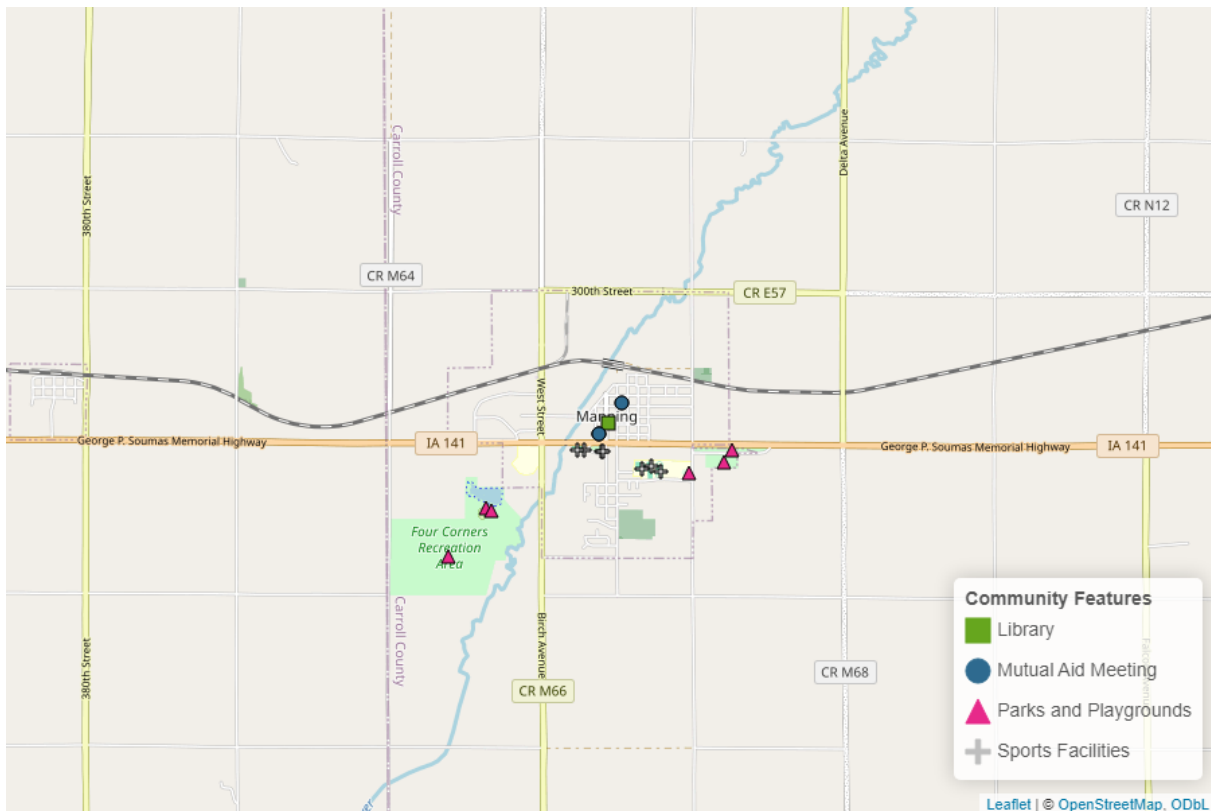 Carroll County
380th Street
Delta Avenue
CR N12
CR M64
300th Street
CR E57
West Street
Manning
George P. Soumas Memorial Highway
IA 141
George P. Soumas Memorial Highway
IA 141
Four Corners
Recreation
Area
Carroll County
380th Street
Birch Avenue
CR M66
CR M68
Community Features
Library
Mutual Aid Meeting
Parks and Playgrounds
Sports Facilities
Leaflet | © OpenStreetMap, ODbL